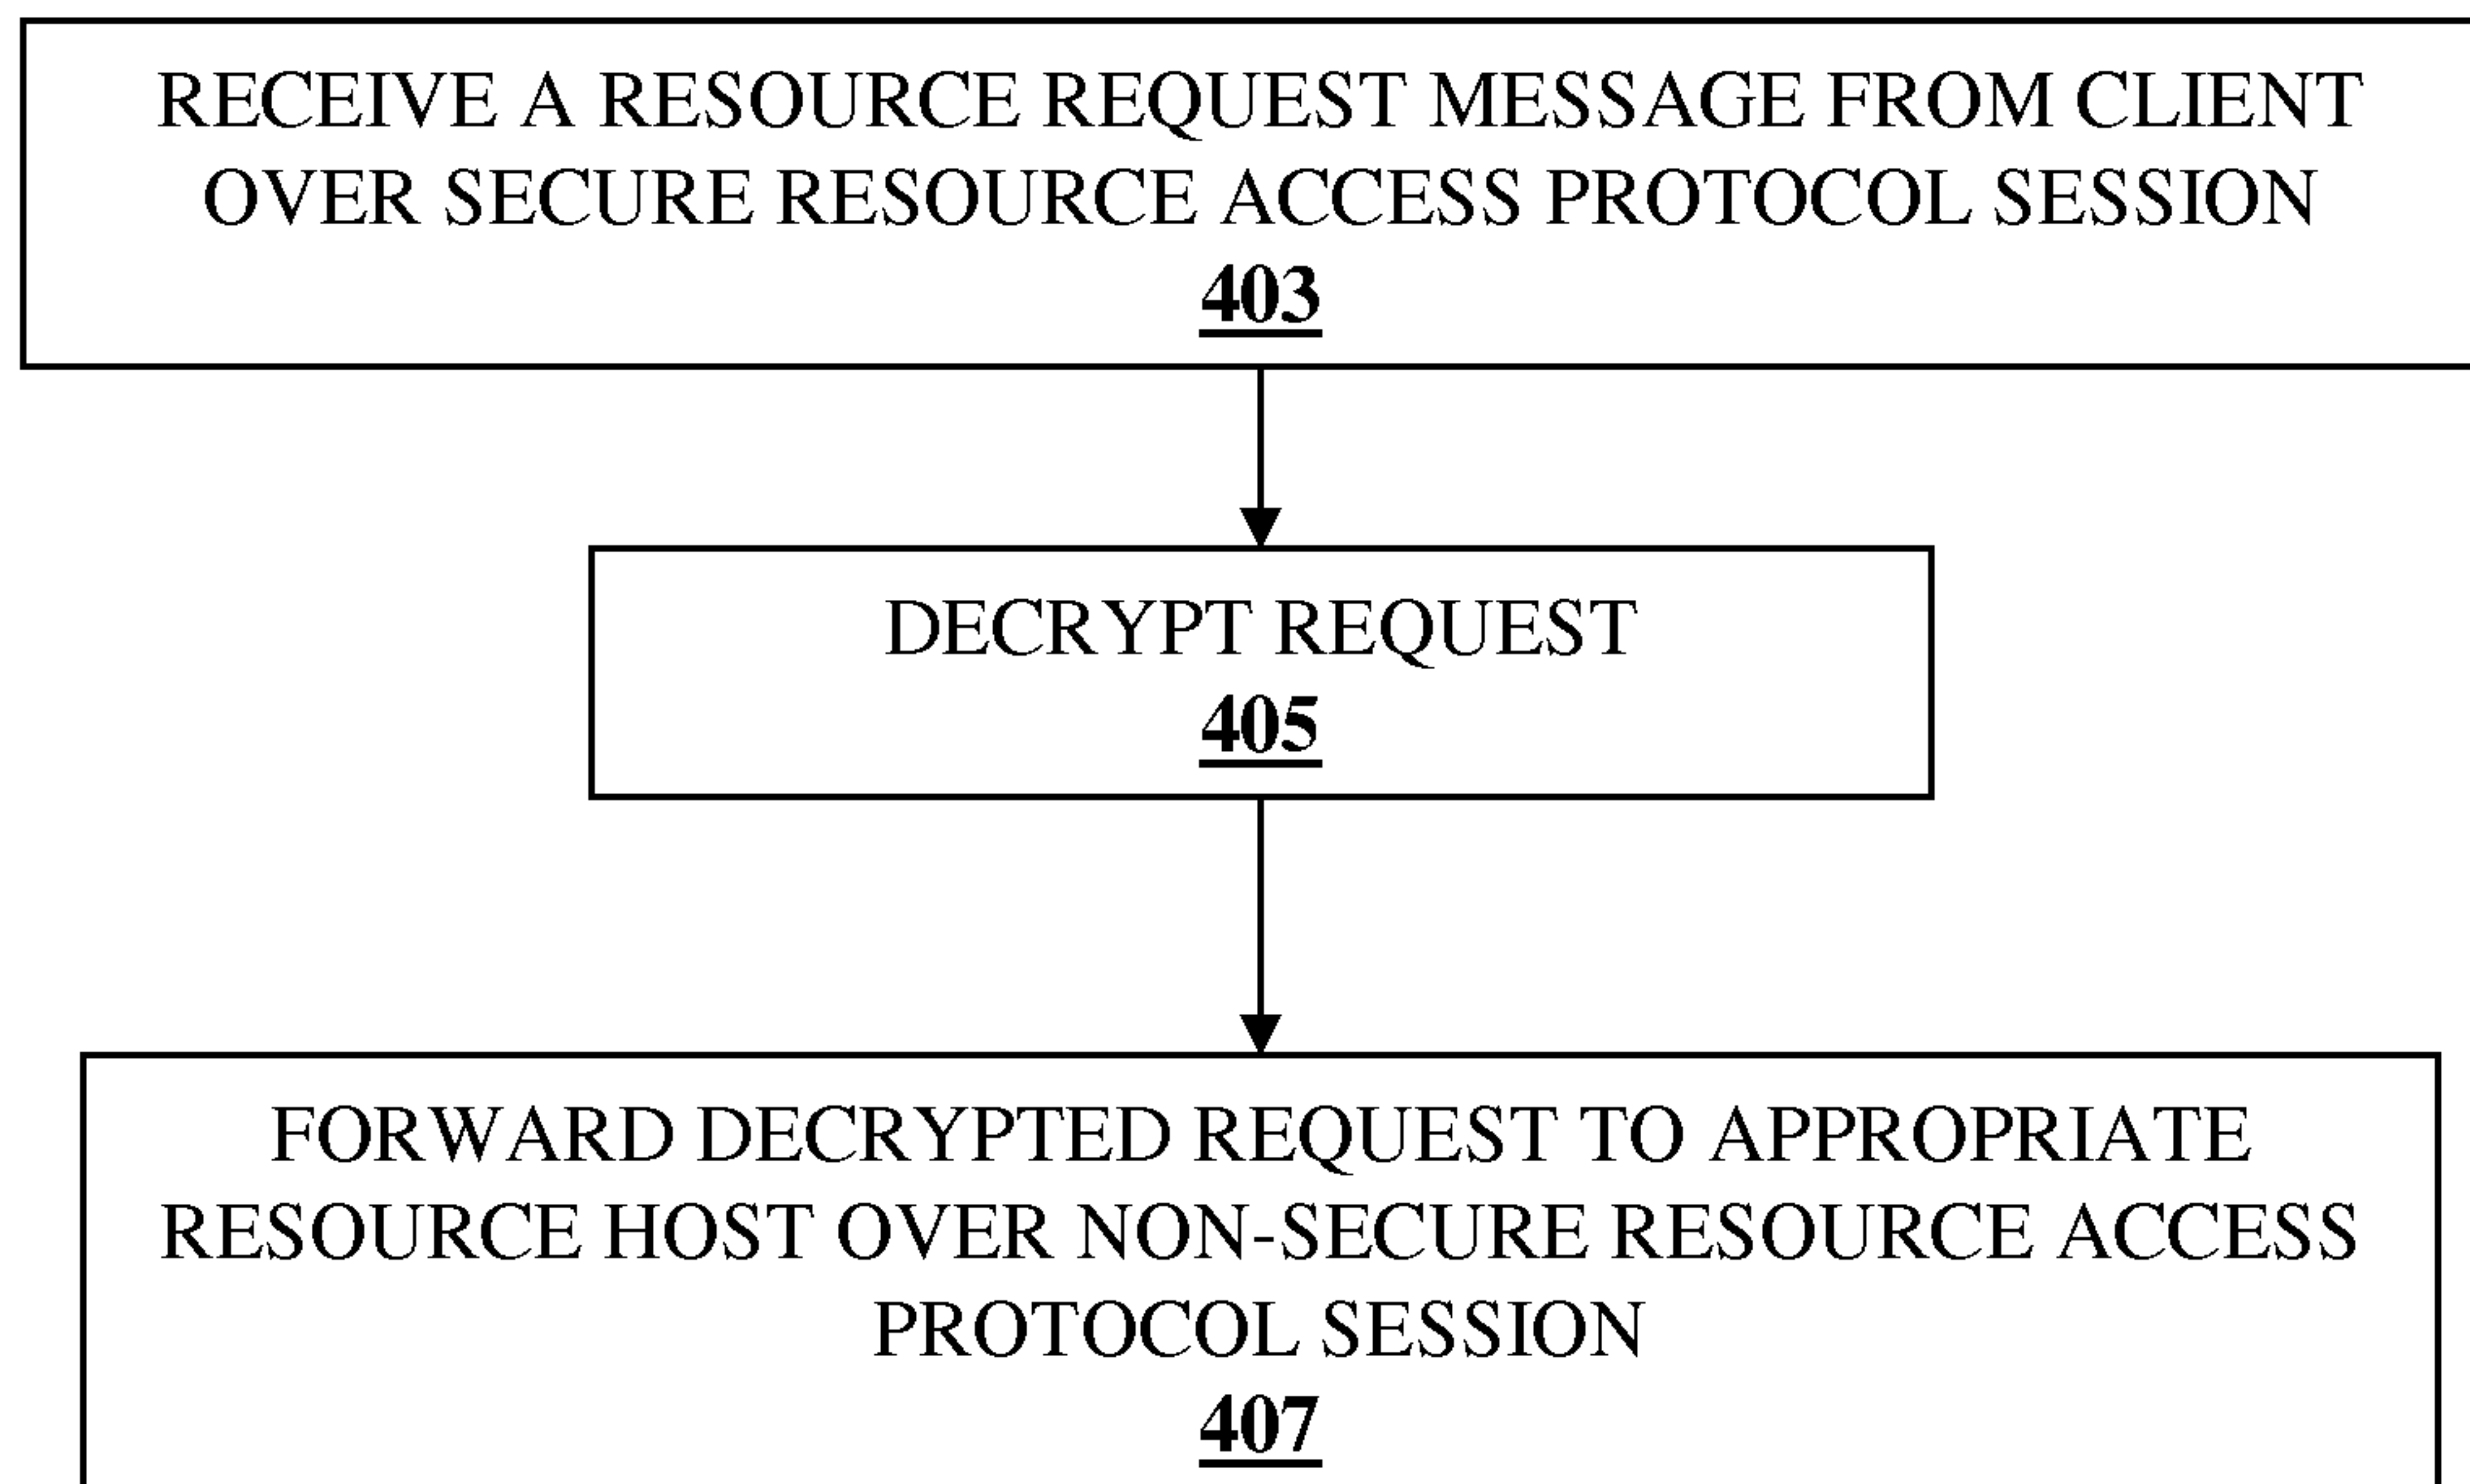 RECEIVE A RESOURCE REQUEST MESSAGE FROM CLIENT
OVER SECURE RESOURCE ACCESS PROTOCOL SESSION
403
DECRYPT REQUEST
405
FORWARD DECRYPTED REQUEST TO APPROPRIATE
RESOURCE HOST OVER NON-SECURE RESOURCE ACCESS
PROTOCOL SESSION
407